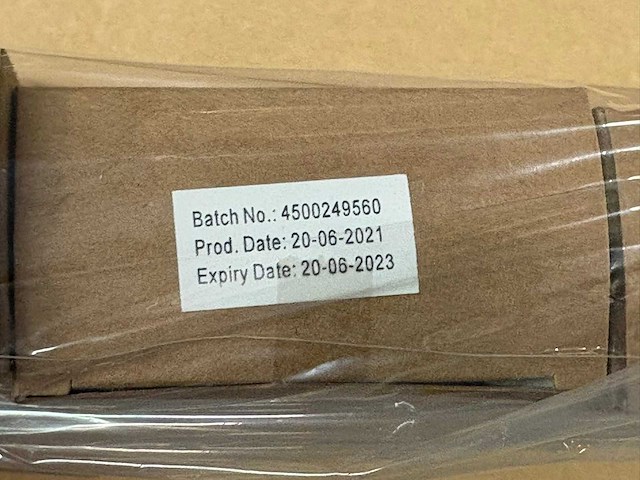 Batch No.: 4500249560
Prod. Date: 20-06-2021
Expiry Date: 20-06-2023